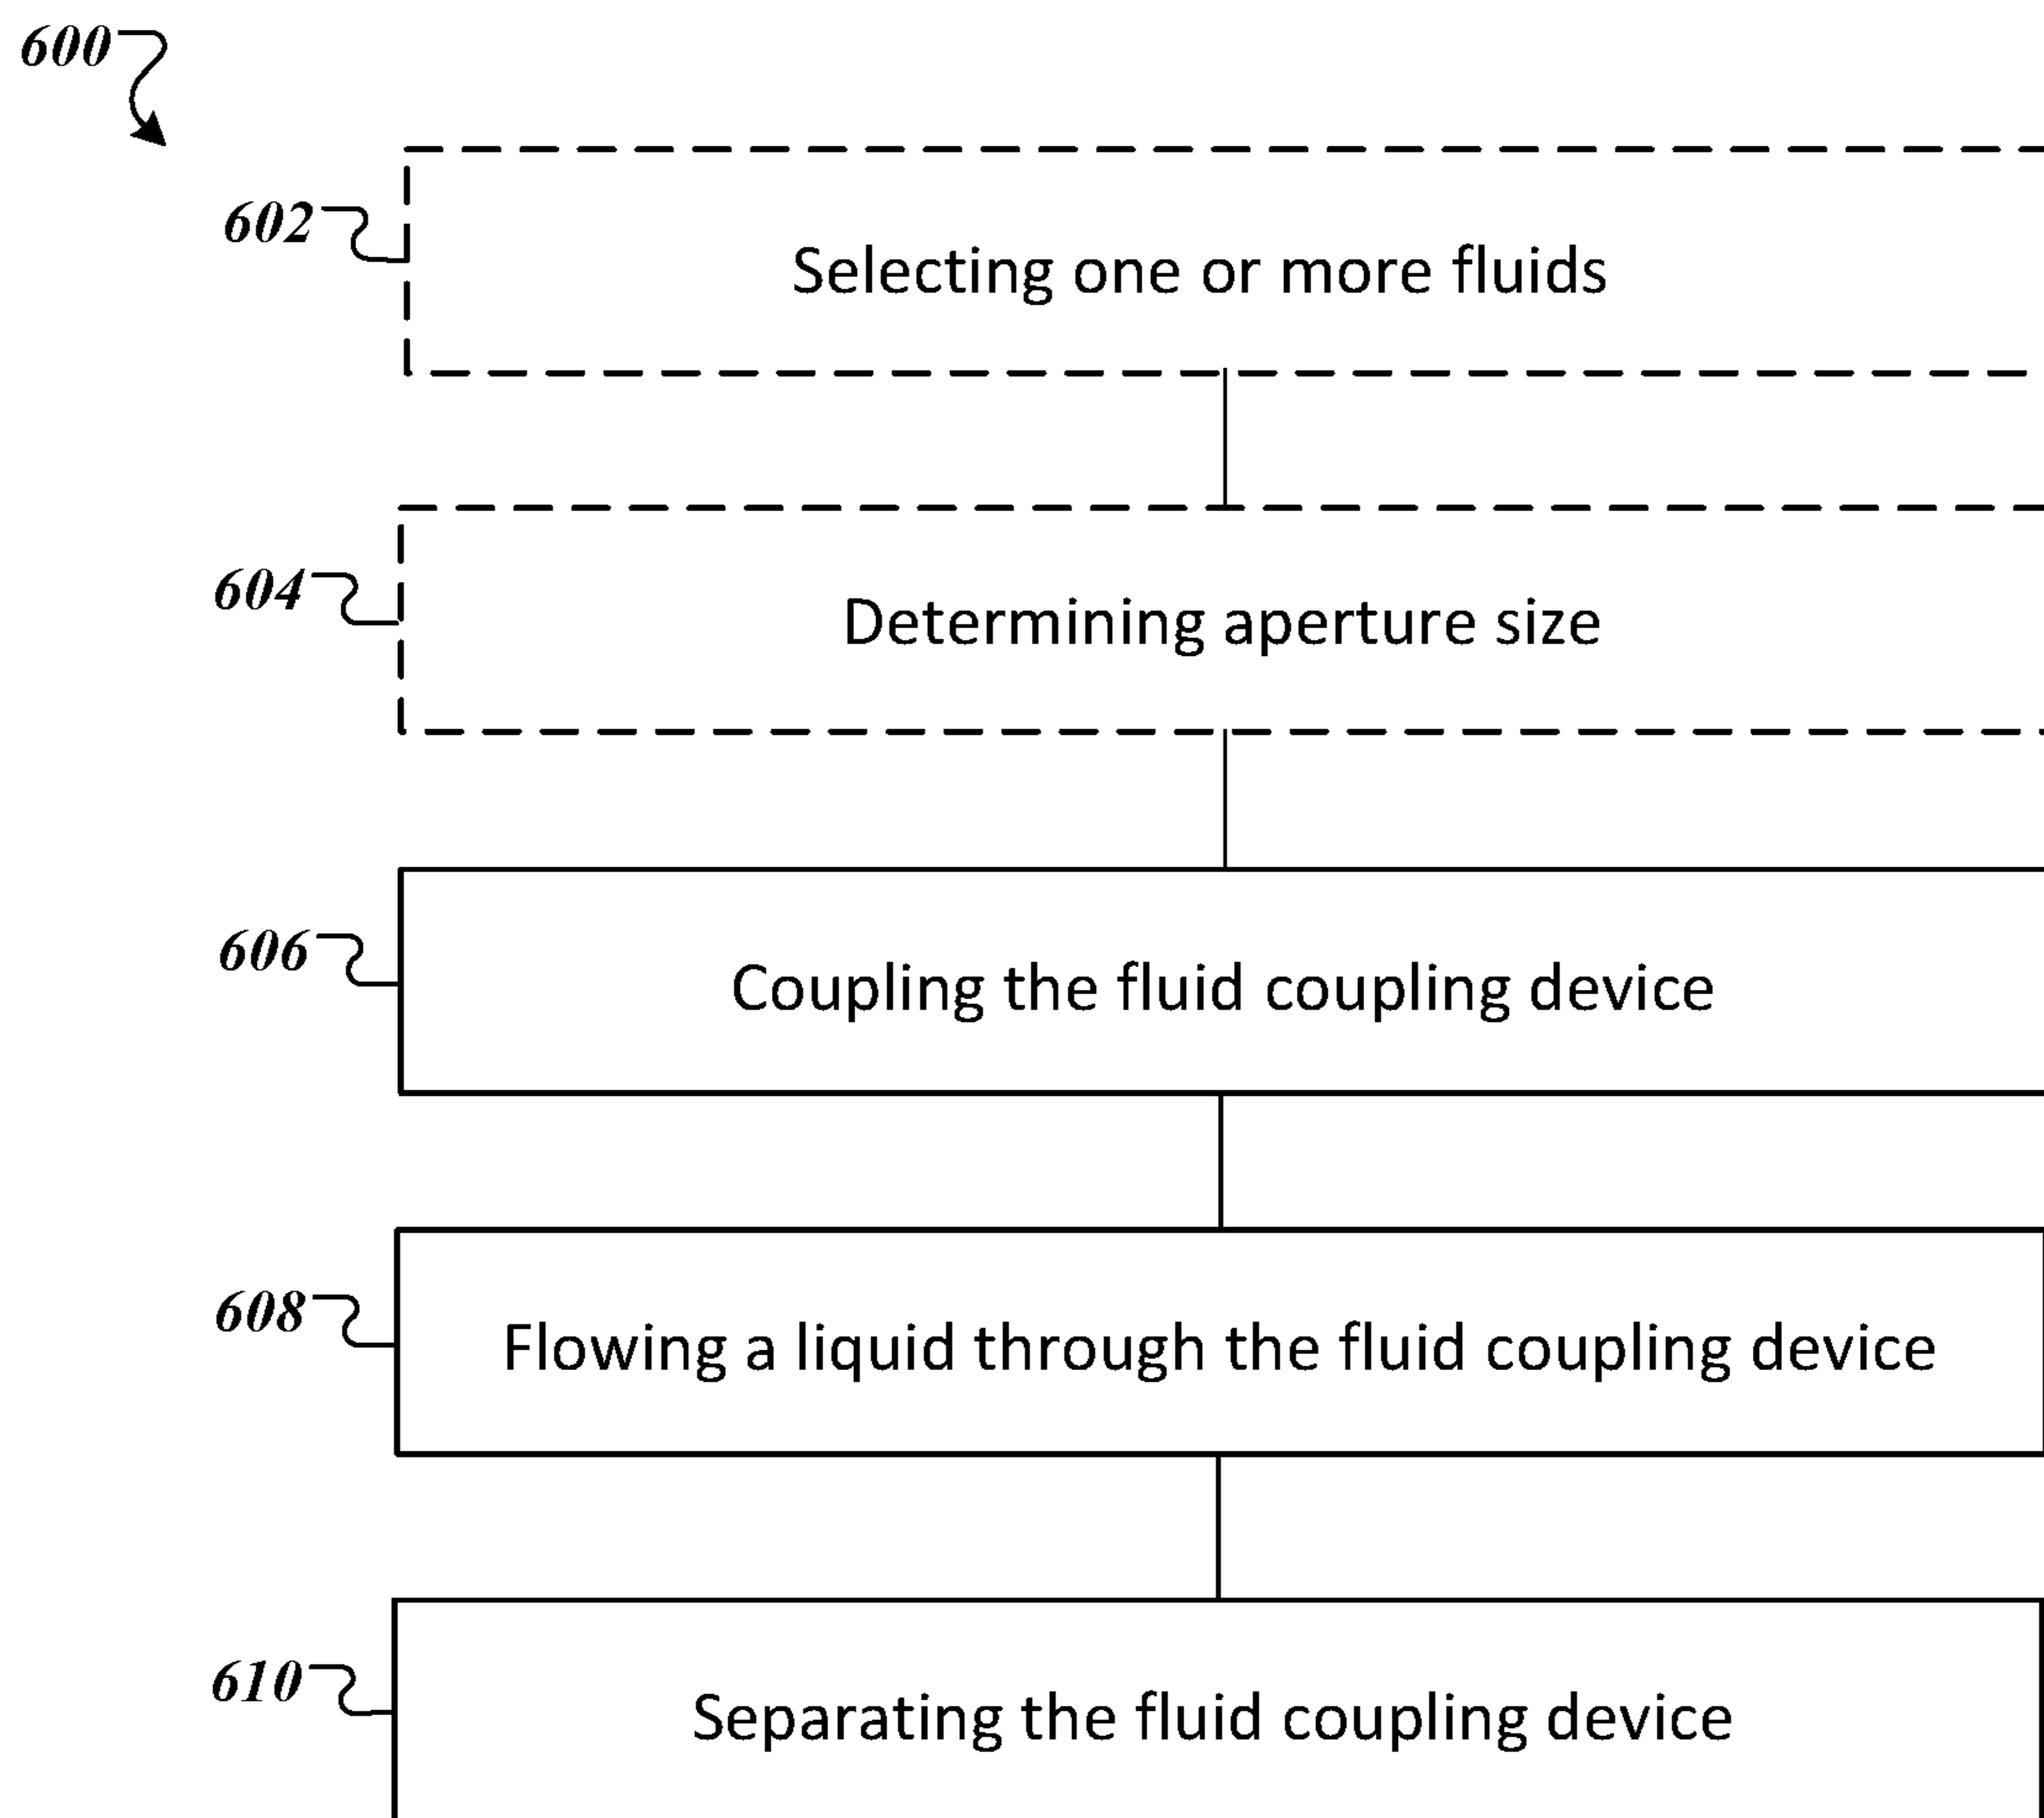 600
602
Selecting one or more fluids
604
Determining aperture size
606
Coupling the fluid coupling device
608
Flowing a liquid through the fluid coupling device
610
Separating the fluid coupling device